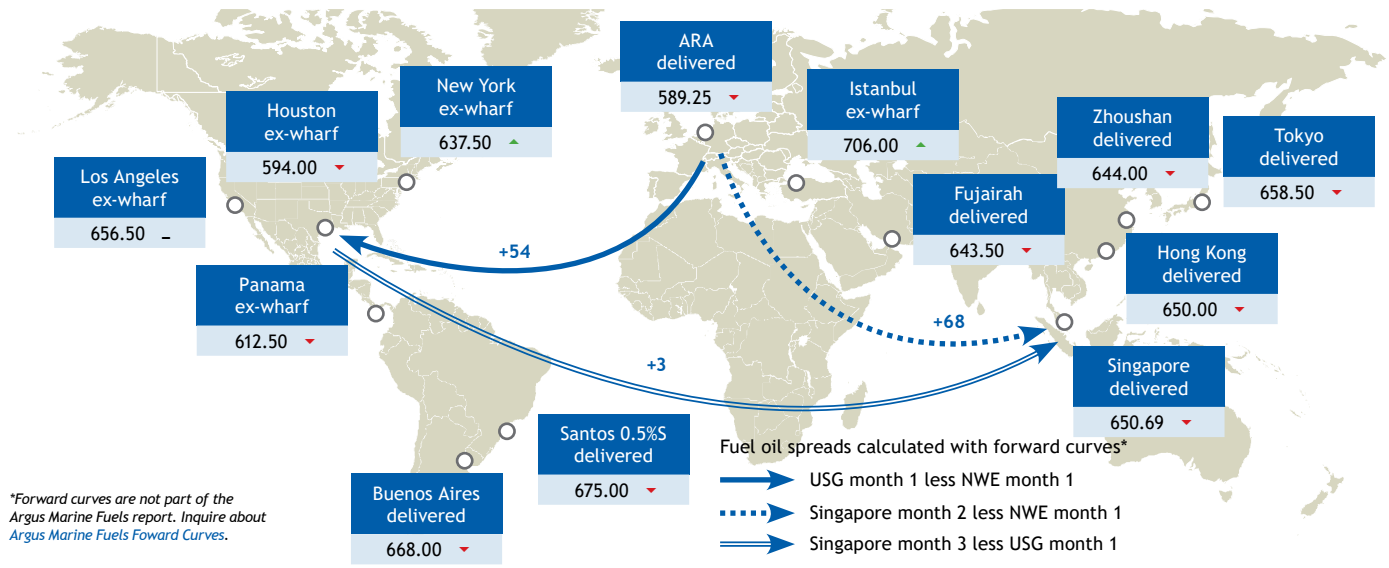 ARA
delivered
589.25
New York
ex-wharf
637.50
Istanbul
ex-wharf
706.00
Houston
ex-wharf
594.00
Zhoushan
delivered
644.00
Tokyo
delivered
658.50
Los Angeles
ex-wharf
656.50 –
Fujairah
delivered
643.50
Hong Kong
delivered
650.00
+54
Panama
ex-wharf
612.50
+68
+3
Singapore
delivered
650.69
Santos 0.5%S
delivered
675.00
Buenos Aires
delivered
668.00
Fuel oil spreads calculated with forward curves*
USG month 1 less NWE month 1
Singapore month 2 less NWE month 1
Singapore month 3 less USG month 1
*Forward curves are not part of the
Argus Marine Fuels report. Inquire about
Argus Marine Fuels Foward Curves.